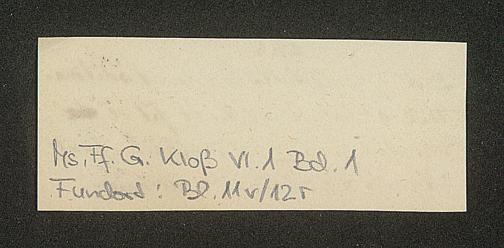 Ms. Ff. G. Kloß VI.1 Bd. 1
Fundort: Bl. 11v/12r